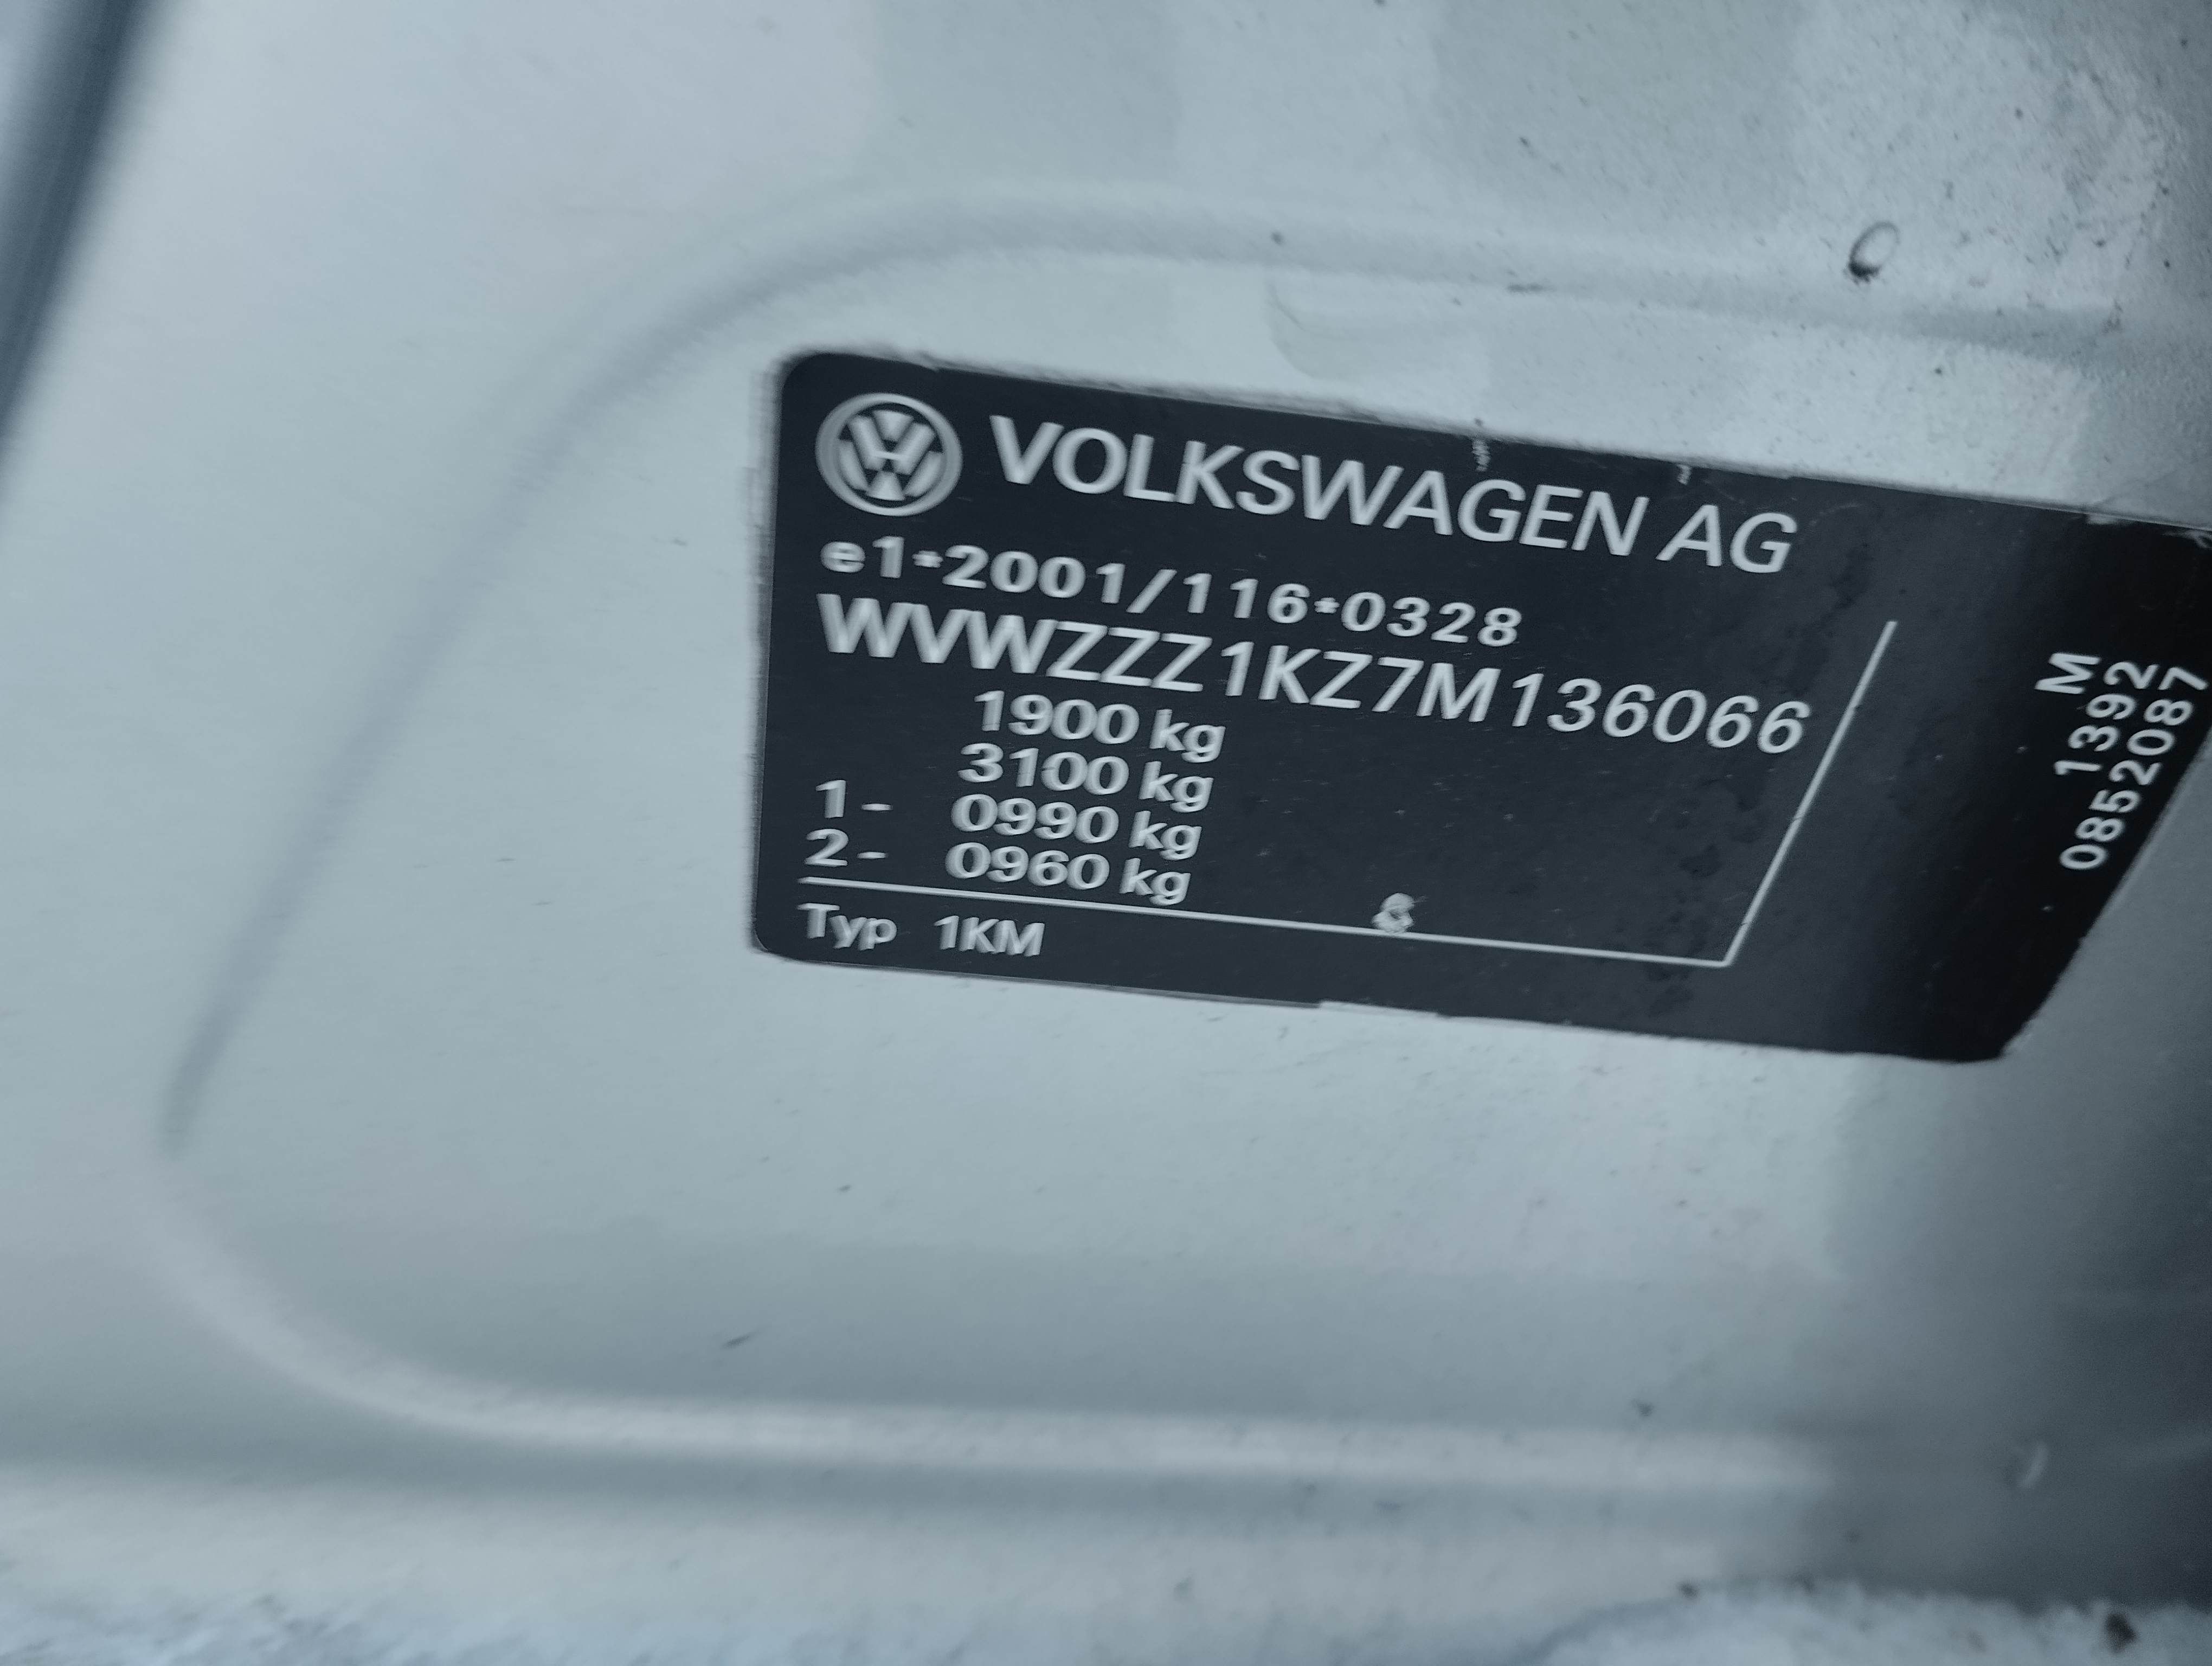 VOLKSWAGEN AG
e1*2001/116*0328
WVWZZZ1KZ7M136066
1900 kg
3100 kg
1- 0990 kg
2- 0960 kg
Typ 1KM
M
1392
0852087